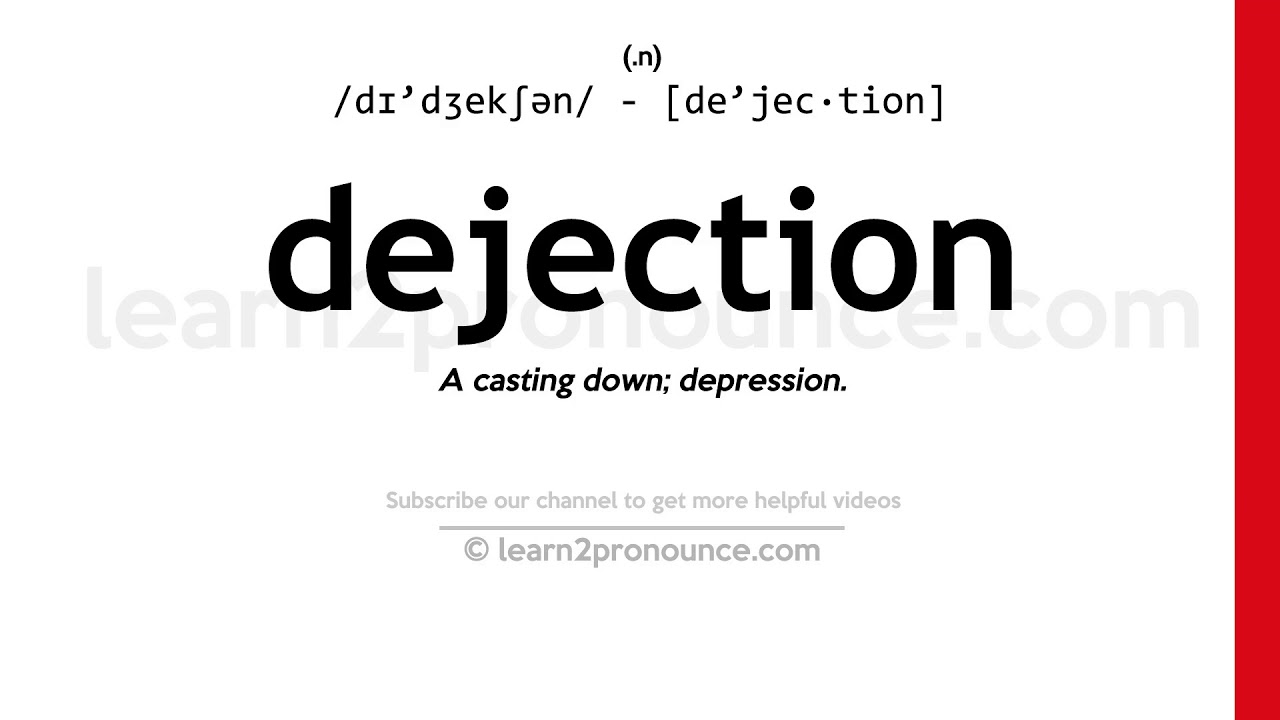 (.n)
/dɪ’dʒekʃən/ - [de’jec·tion]
dejection
learn2pronounce.com
A casting down; depression.
Subscribe our channel to get more helpful videos
© learn2pronounce.com